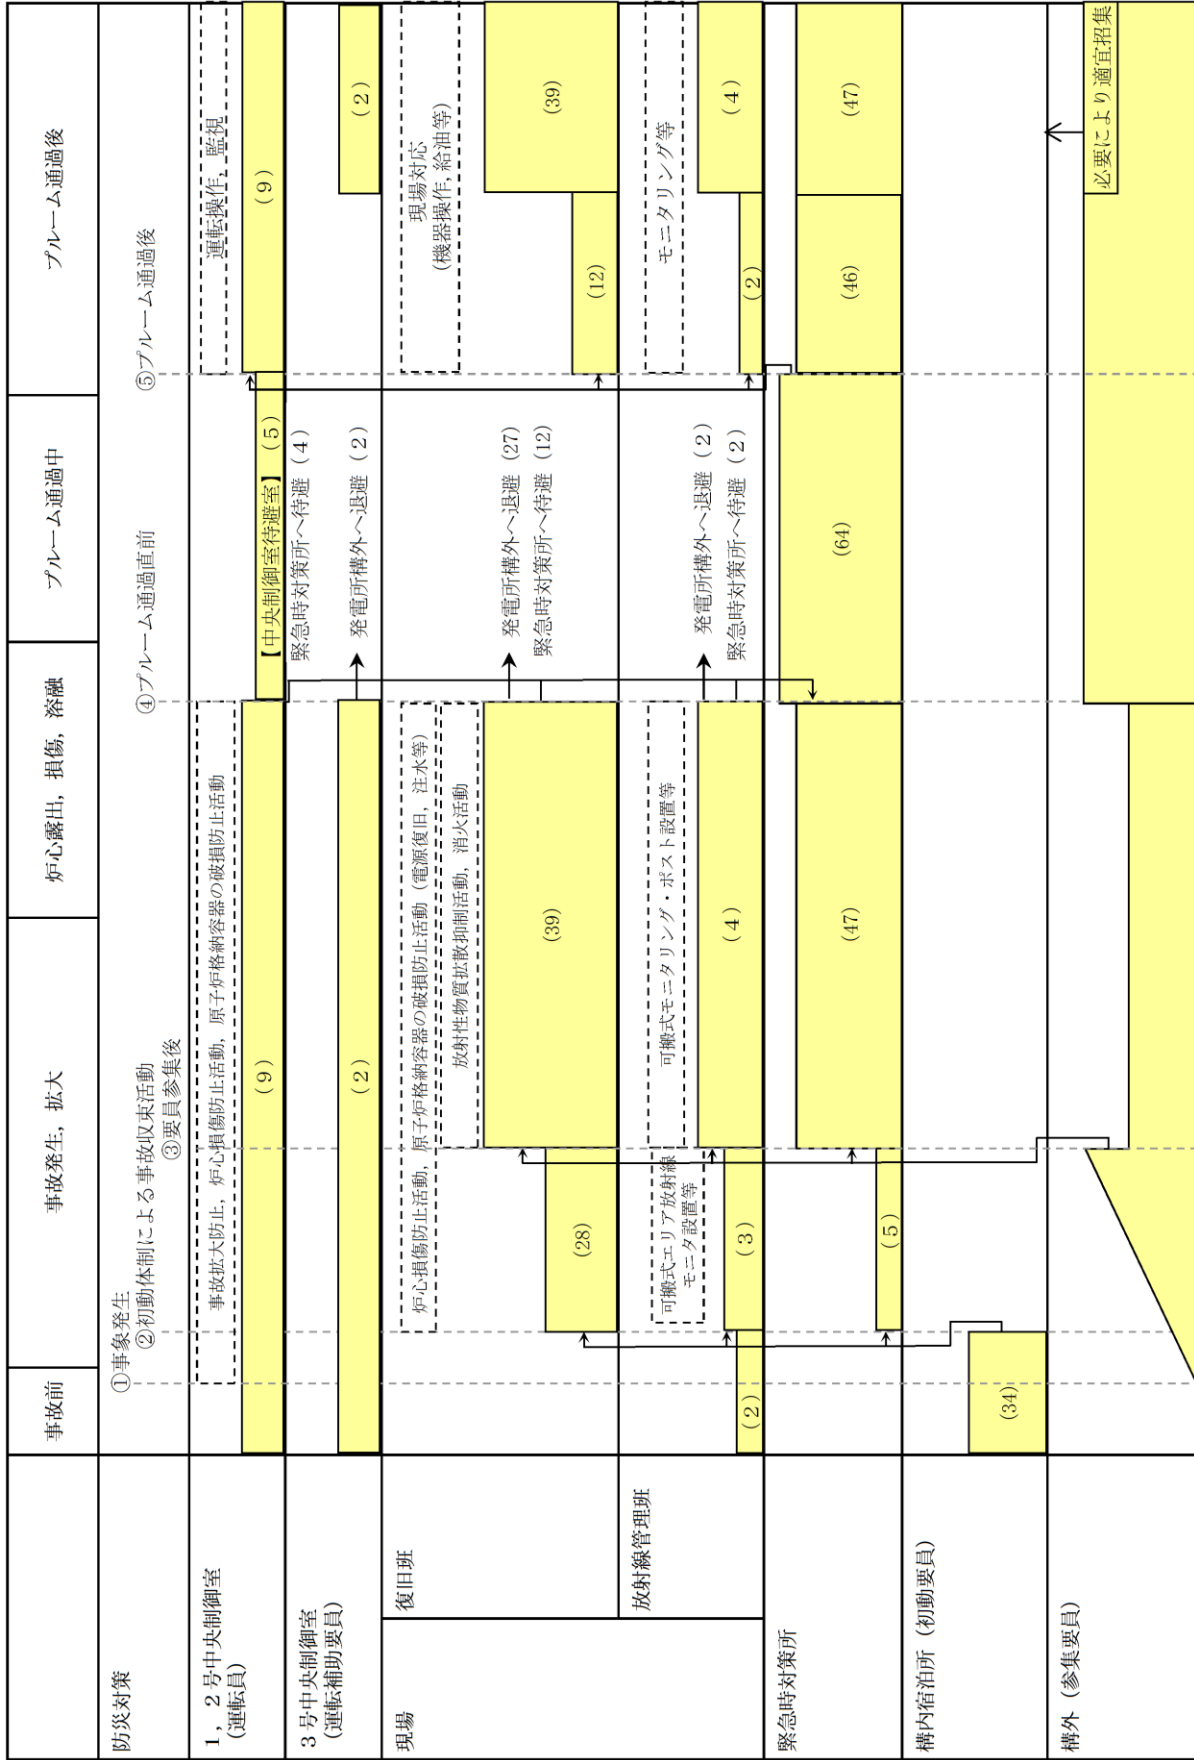 事故前
事故発生，拡大
炉心露出，損傷，溶融
プルーム通過中
プルーム通過後
防災対策
①事象発生
②初動体制による事故収束活動
③要員参集後
④プルーム通過直前
⑤プルーム通過後
１，２号中央制御室
（運転員）
事故拡大防止，炉心損傷防止活動，原子炉格納容器の破損防止活動
運転操作，監視
（９）
【中央制御室待避室】（５）
（９）
緊急時対策所へ待避（４）
３号中央制御室
（運転補助要員）
（２）
発電所構外へ退避（２）
（２）
現場
復旧班
炉心損傷防止活動，原子炉格納容器の破損防止活動（電源復旧，注水等）
放射性物質拡散抑制活動，消火活動
現場対応
（機器操作，給油等）
(28)
(39)
発電所構外へ退避 (27)
緊急時対策所へ待避 (12)
(12)
(39)
放射線管理班
可搬式エリア放射線
モニタ設置等
可搬式モニタリング・ポスト設置等
モニタリング等
（２）
（３）
（４）
発電所構外へ退避（２）
緊急時対策所へ待避（２）
（２）
（４）
緊急時対策所
（５）
(47)
(64)
(46)
(47)
構内宿泊所（初動要員）
(34)
構外（参集要員）
必要により適宜招集